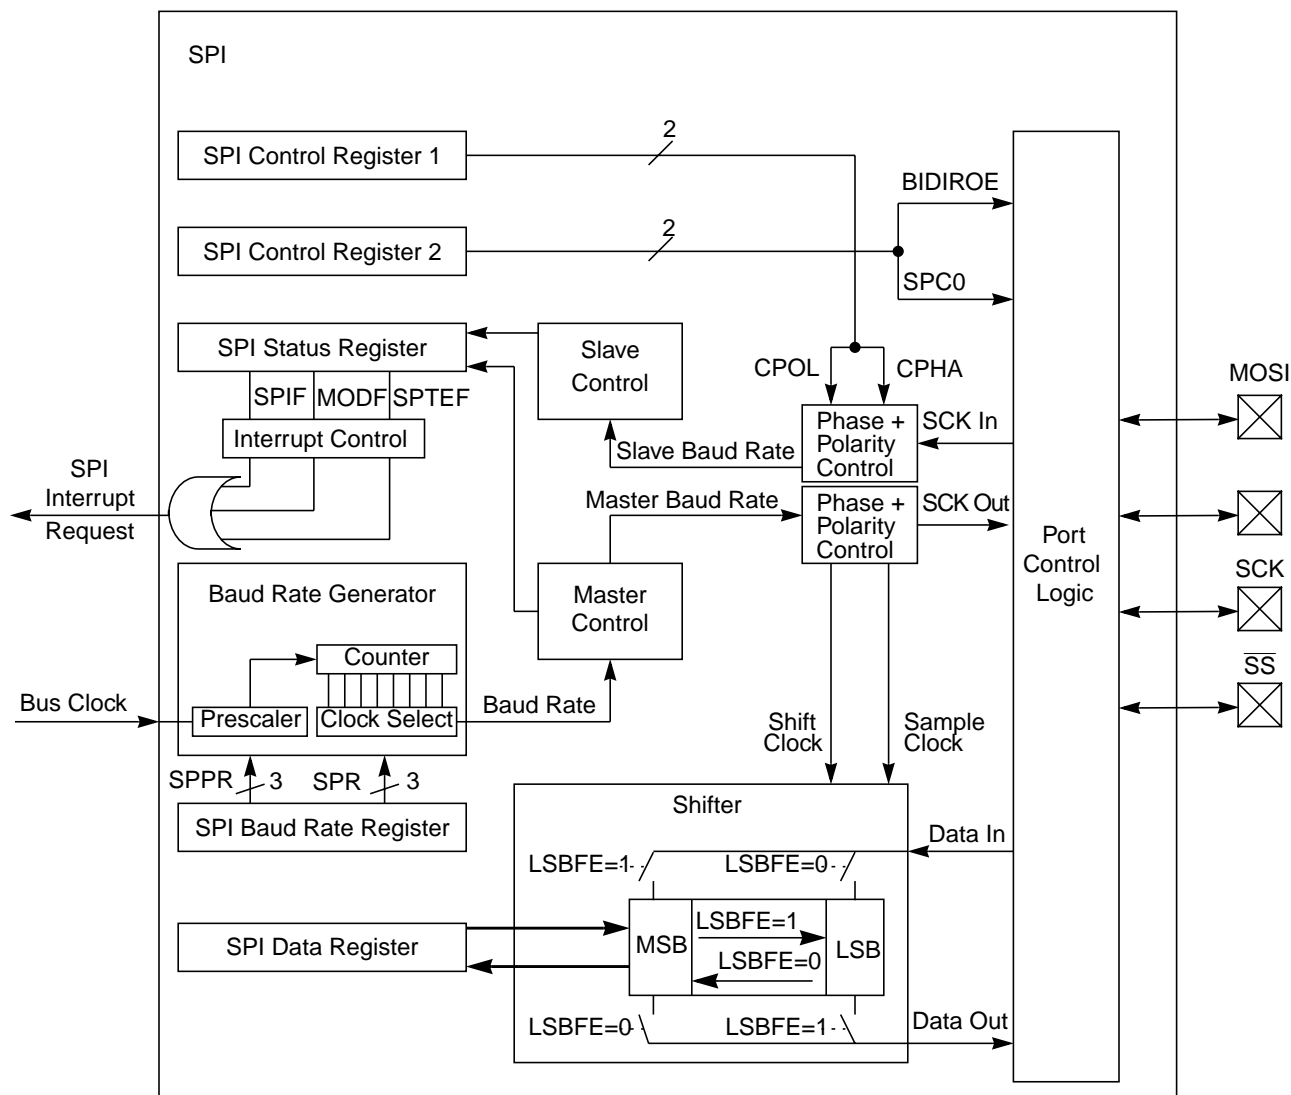 SPI
SPI Control Register 1
2
BIDIROE
SPI Control Register 2
2
SPC0
SPI Status Register
Slave
Control
CPOL
CPHA
MOSI
SPIF
MODF
SPTEF
Interrupt Control
Phase +
Polarity
Control
SCK In
Slave Baud Rate
SPI
Interrupt
Request
Master Baud Rate
Phase +
Polarity
Control
SCK Out
Port
Control
Logic
SCK
Baud Rate Generator
Master
Control
Counter
SS
Bus Clock
Prescaler
Clock Select
Baud Rate
Shift
Clock
Sample
Clock
SPPR
3
SPR
3
SPI Baud Rate Register
Shifter
Data In
LSBFE=1
LSBFE=0
SPI Data Register
MSB
LSBFE=1
LSBFE=0
LSB
LSBFE=0
LSBFE=1
Data Out